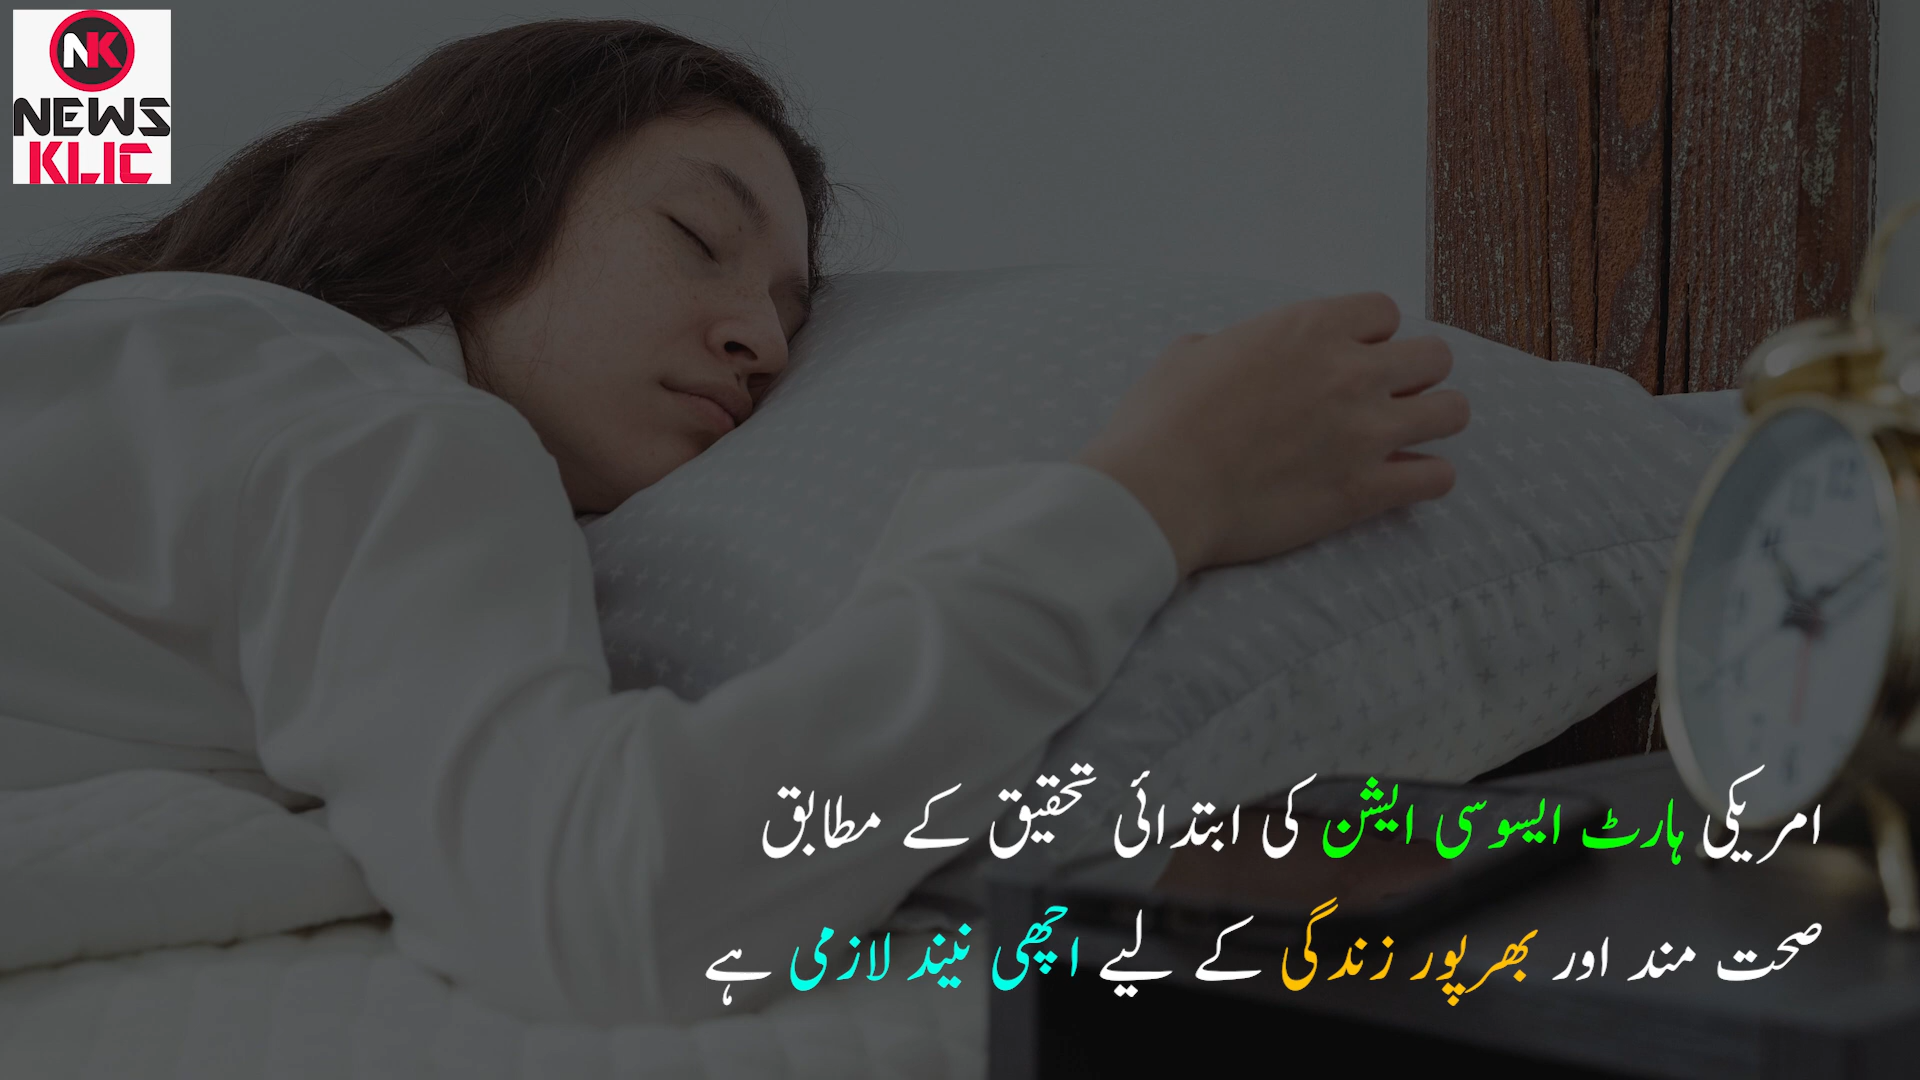 NK
NEWS
KLIC
امریکی ہارٹ ایسوسی ایشن کی ابتدائی تحقیق کے مطابق
صحت مند اور بھرپور زندگی کے لیے اچھی نیند لازمی ہے